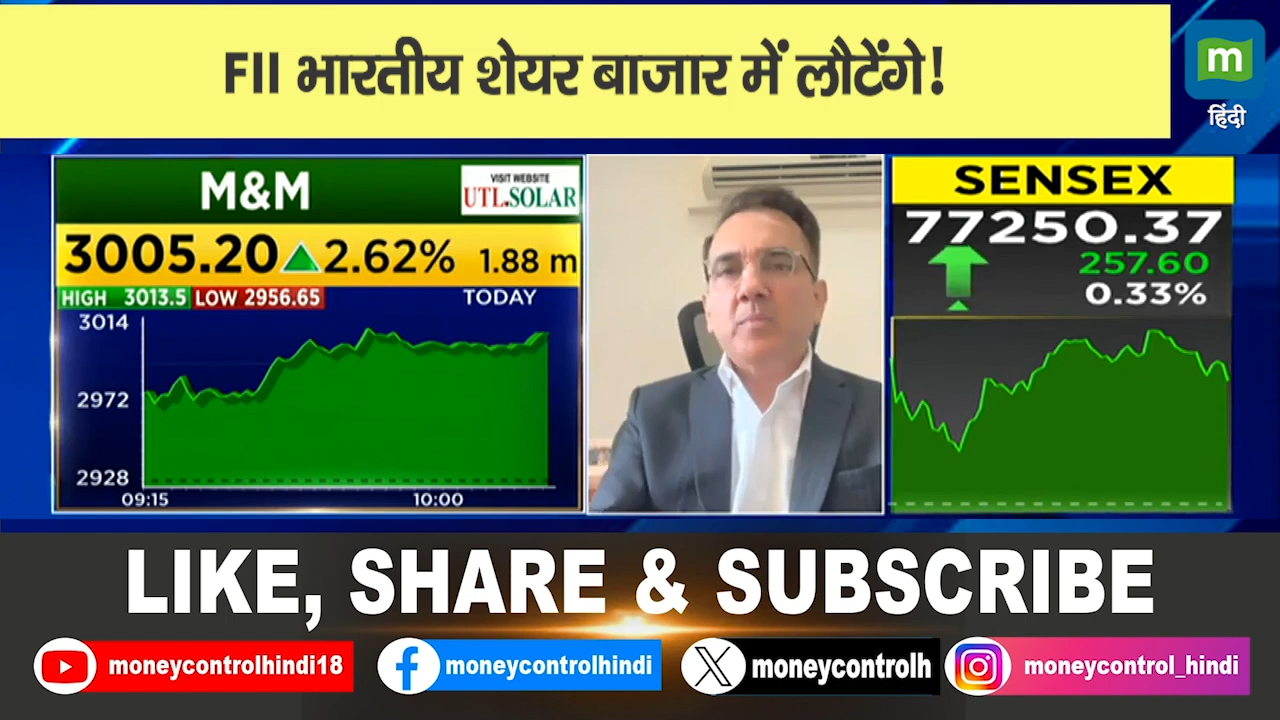 FII भारतीय शेयर बाजार में लौटेंगे!
m
हिंदी
M&M
VISIT WEBSITE
UTL.SOLAR
3005.20 2.62% 1.88 m
HIGH 3013.5 LOW 2956.65 TODAY
3014
2972
2928
09:15 10:00
SENSEX
77250.37
257.60
0.33%
LIKE, SHARE & SUBSCRIBE
moneycontrolhindi18 moneycontrolhindi moneycontrolh moneycontrol_hindi